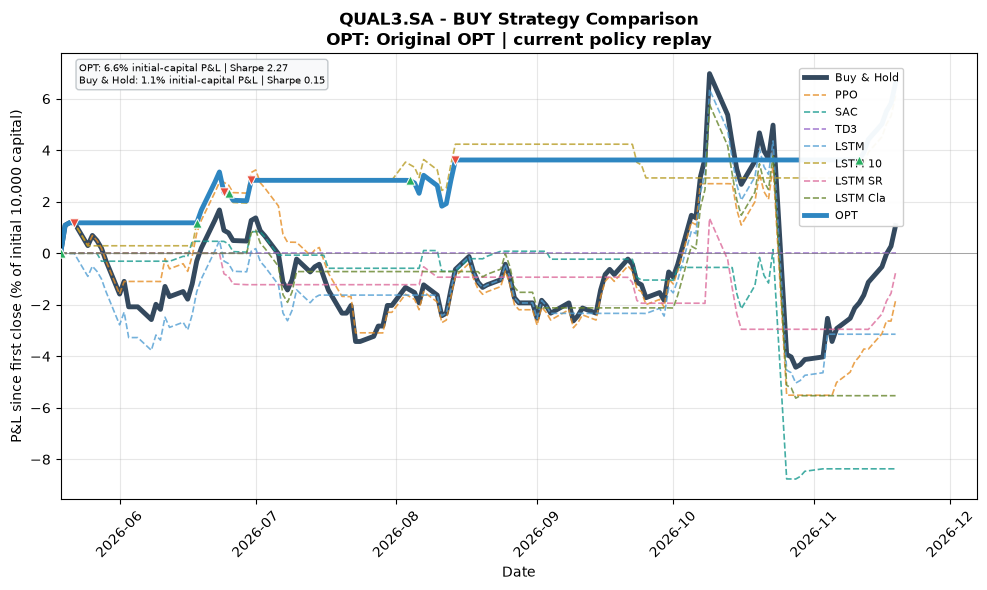 QUAL3.SA - BUY Strategy Comparison
OPT: Original OPT | current policy replay
OPT: 6.6% initial-capital P&L | Sharpe 2.27
Buy & Hold: 1.1% initial-capital P&L | Sharpe 0.15
Buy & Hold
PPO
SAC
TD3
LSTM
LSTM 10
LSTM SR
LSTM Cla
OPT
P&L since first close (% of initial 10,000 capital)
6
4
2
0
−2
−4
−6
−8
2026-06
2026-07
2026-08
2026-09
2026-10
2026-11
2026-12
Date